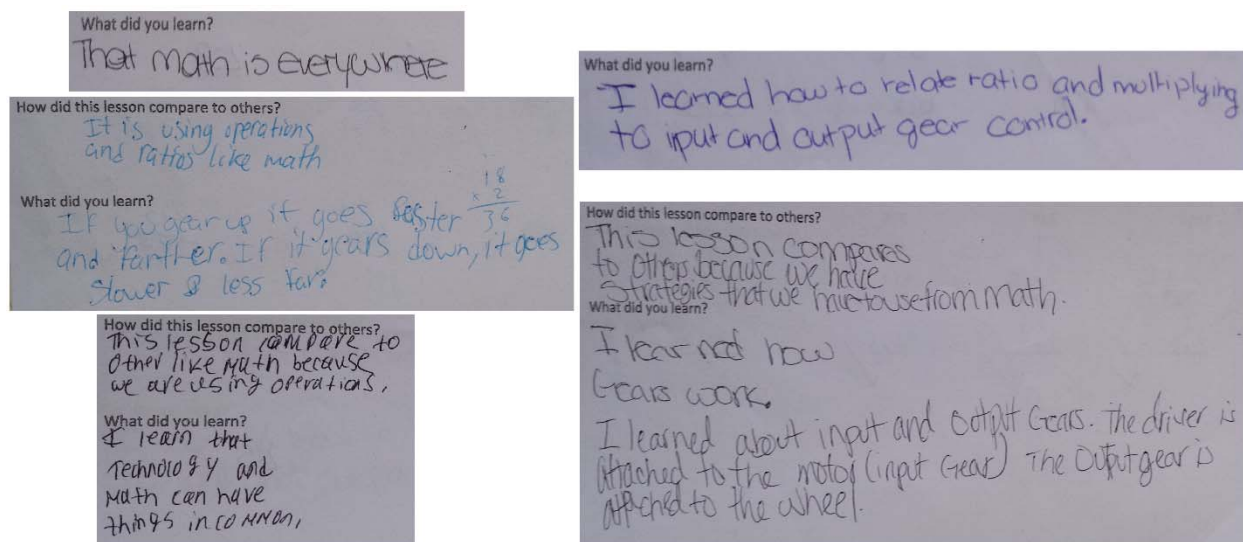 What did you learn?
That math is everywhere
How did this lesson compare to others?
It is using operations
and ratios like math
What did you learn?
If you gear up it goes faster
and farther. If it gears down, it goes
slower & less far.
18
x 2
36
How did this lesson compare to others?
This lesson compare to
other like Math because
we are using operations.
What did you learn?
I learn that
Technology and
Math can have
things in common,
What did you learn?
I learned how to relate ratio and multiplying
to iput and output gear control.
How did this lesson compare to others?
This lesson compares
to others because we have
strategies that we have to use from math.
What did you learn?
I learned how
Gears work.
I learned about input and output Gears. The driver is
attached to the motor (input Gear) The Output gear is
attached to the wheel.